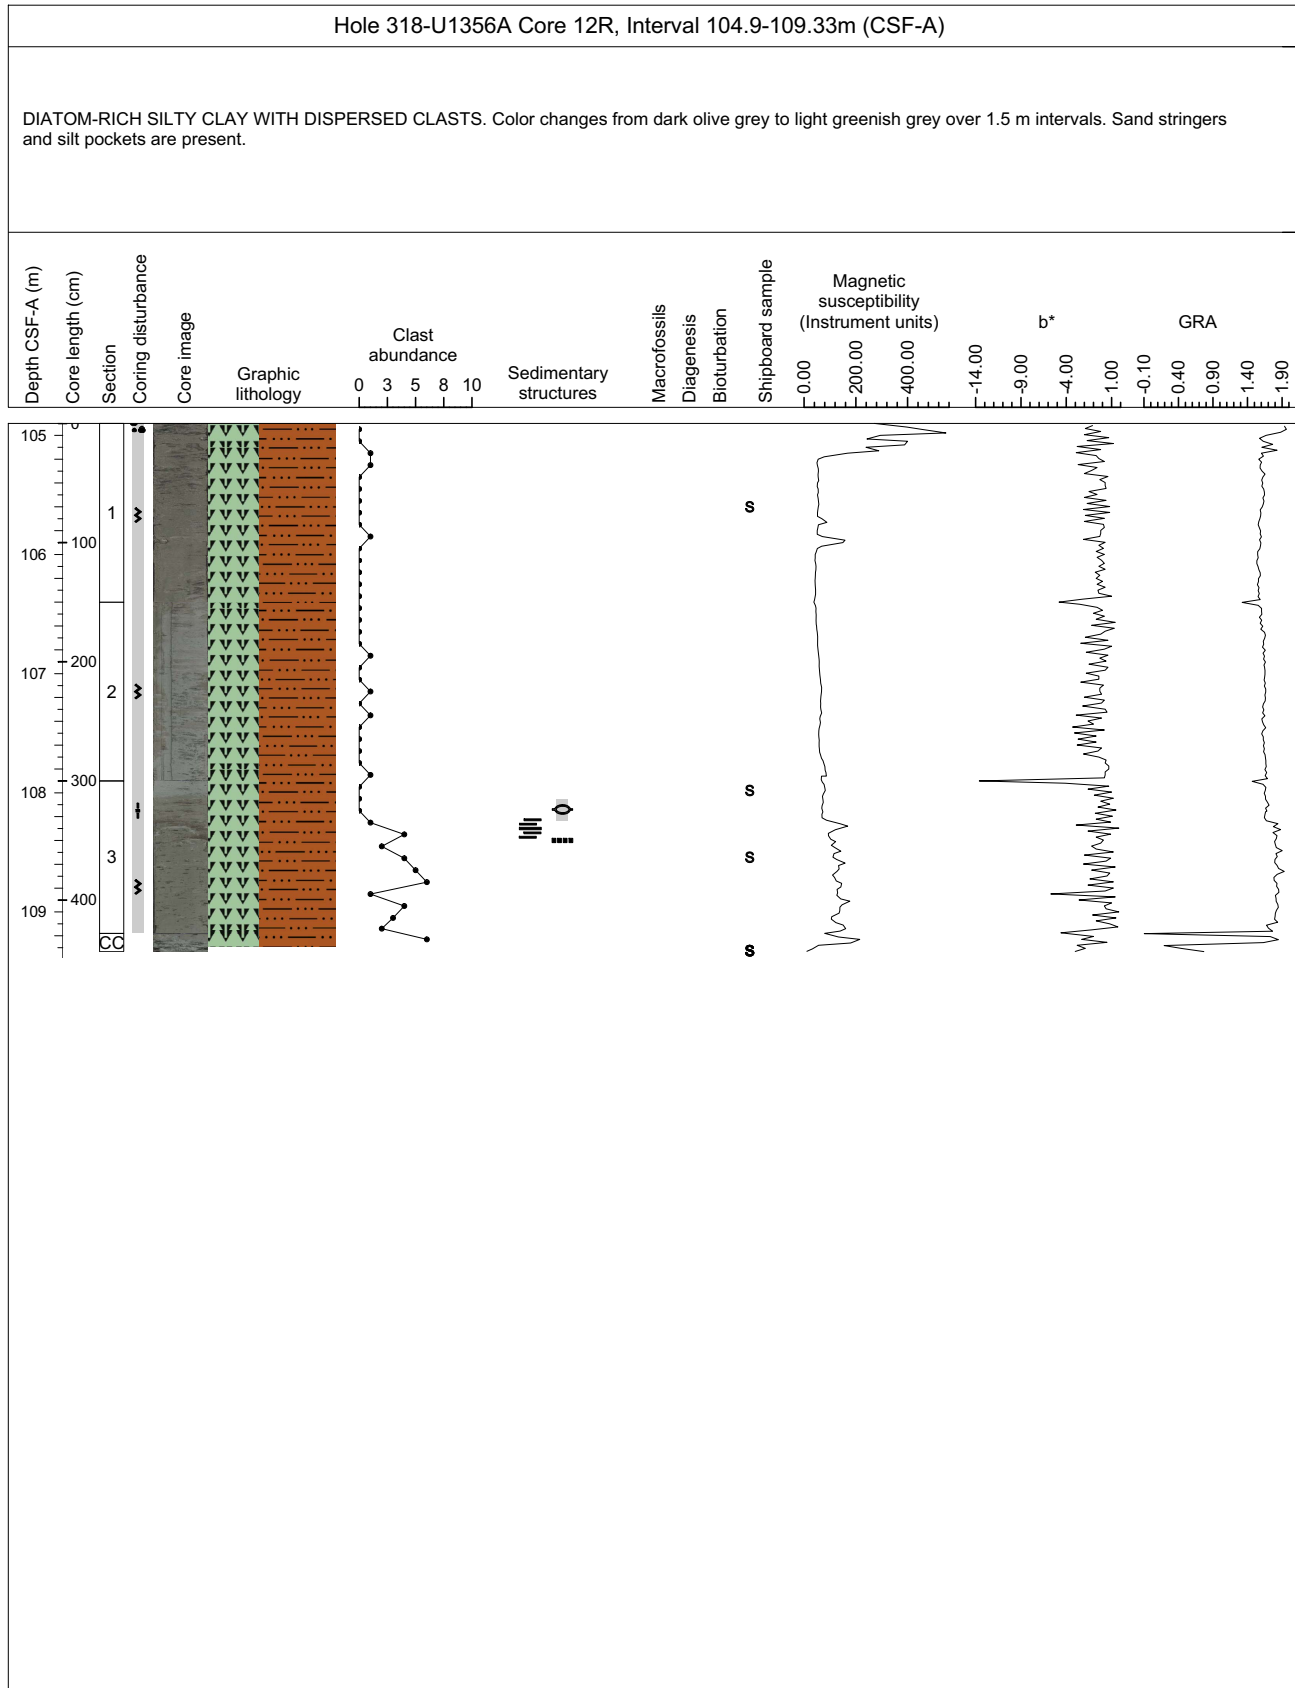 Hole 318-U1356A Core 12R, Interval 104.9-109.33m (CSF-A)
DIATOM-RICH SILTY CLAY WITH DISPERSED CLASTS. Color changes from dark olive grey to light greenish grey over 1.5 m intervals. Sand stringers
and silt pockets are present.
Depth CSF-A (m)
Core length (cm)
Section
Coring disturbance
Core image
Graphic
lithology
Clast
abundance
0 3 5 8 10
Sedimentary
structures
Macrofossils
Diagenesis
Bioturbation
Shipboard sample
Magnetic
susceptibility
(Instrument units)
0.00 200.00 400.00
b*
-14.00 -9.00 -4.00 1.00
GRA
-0.10 0.40 0.90 1.40 1.90
0
105
1
S
100
106
200
107
2
300
108
S
3
S
400
109
CC
S